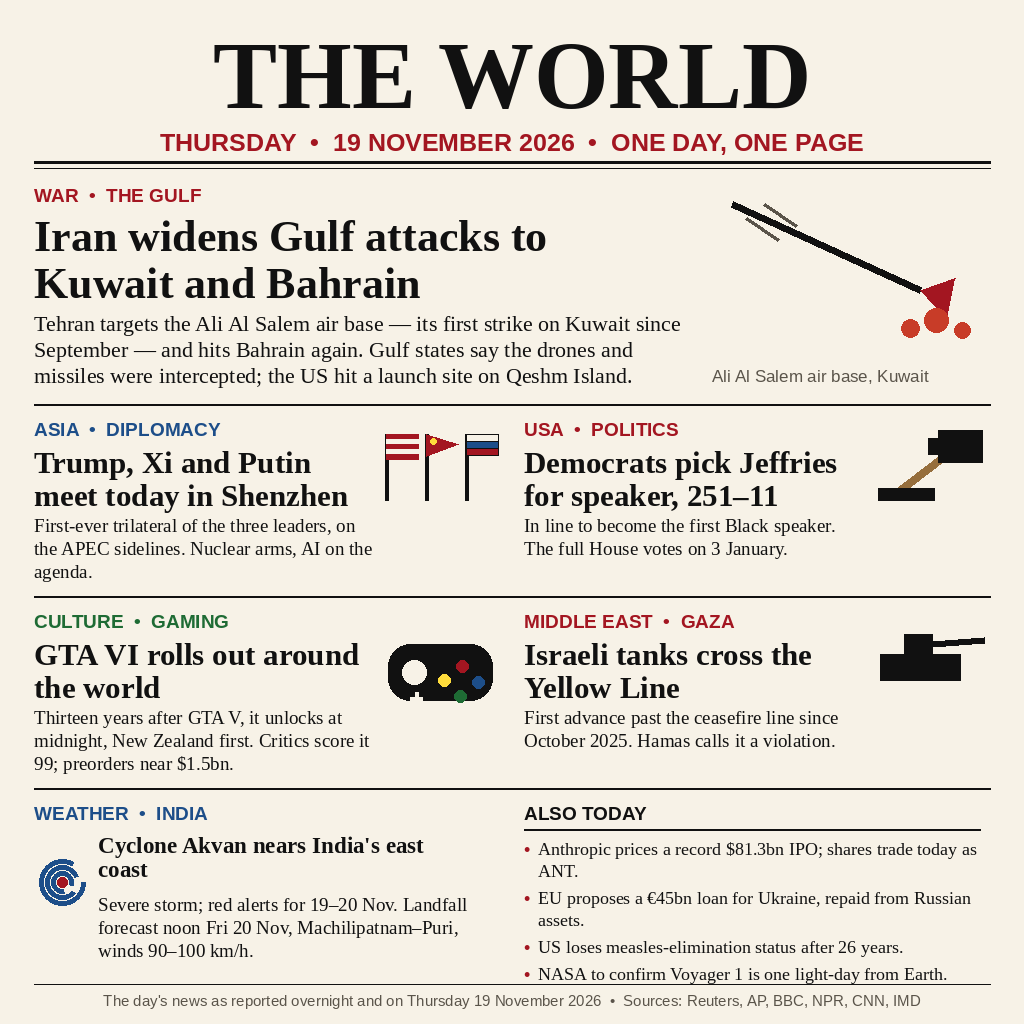 THE WORLD
THURSDAY • 19 NOVEMBER 2026 • ONE DAY, ONE PAGE
WAR • THE GULF
Iran widens Gulf attacks to
Kuwait and Bahrain
Tehran targets the Ali Al Salem air base — its first strike on Kuwait since
September — and hits Bahrain again. Gulf states say the drones and
missiles were intercepted; the US hit a launch site on Qeshm Island.
Ali Al Salem air base, Kuwait
ASIA • DIPLOMACY
Trump, Xi and Putin
meet today in Shenzhen
First-ever trilateral of the three leaders, on
the APEC sidelines. Nuclear arms, AI on the
agenda.
USA • POLITICS
Democrats pick Jeffries
for speaker, 251–11
In line to become the first Black speaker.
The full House votes on 3 January.
CULTURE • GAMING
GTA VI rolls out around
the world
Thirteen years after GTA V, it unlocks at
midnight, New Zealand first. Critics score it
99; preorders near $1.5bn.
MIDDLE EAST • GAZA
Israeli tanks cross the
Yellow Line
First advance past the ceasefire line since
October 2025. Hamas calls it a violation.
WEATHER • INDIA
Cyclone Akvan nears India's east
coast
Severe storm; red alerts for 19–20 Nov. Landfall
forecast noon Fri 20 Nov, Machilipatnam–Puri,
winds 90–100 km/h.
ALSO TODAY
• Anthropic prices a record $81.3bn IPO; shares trade today as
ANT.
• EU proposes a €45bn loan for Ukraine, repaid from Russian
assets.
• US loses measles-elimination status after 26 years.
• NASA to confirm Voyager 1 is one light-day from Earth.
The day's news as reported overnight and on Thursday 19 November 2026 • Sources: Reuters, AP, BBC, NPR, CNN, IMD